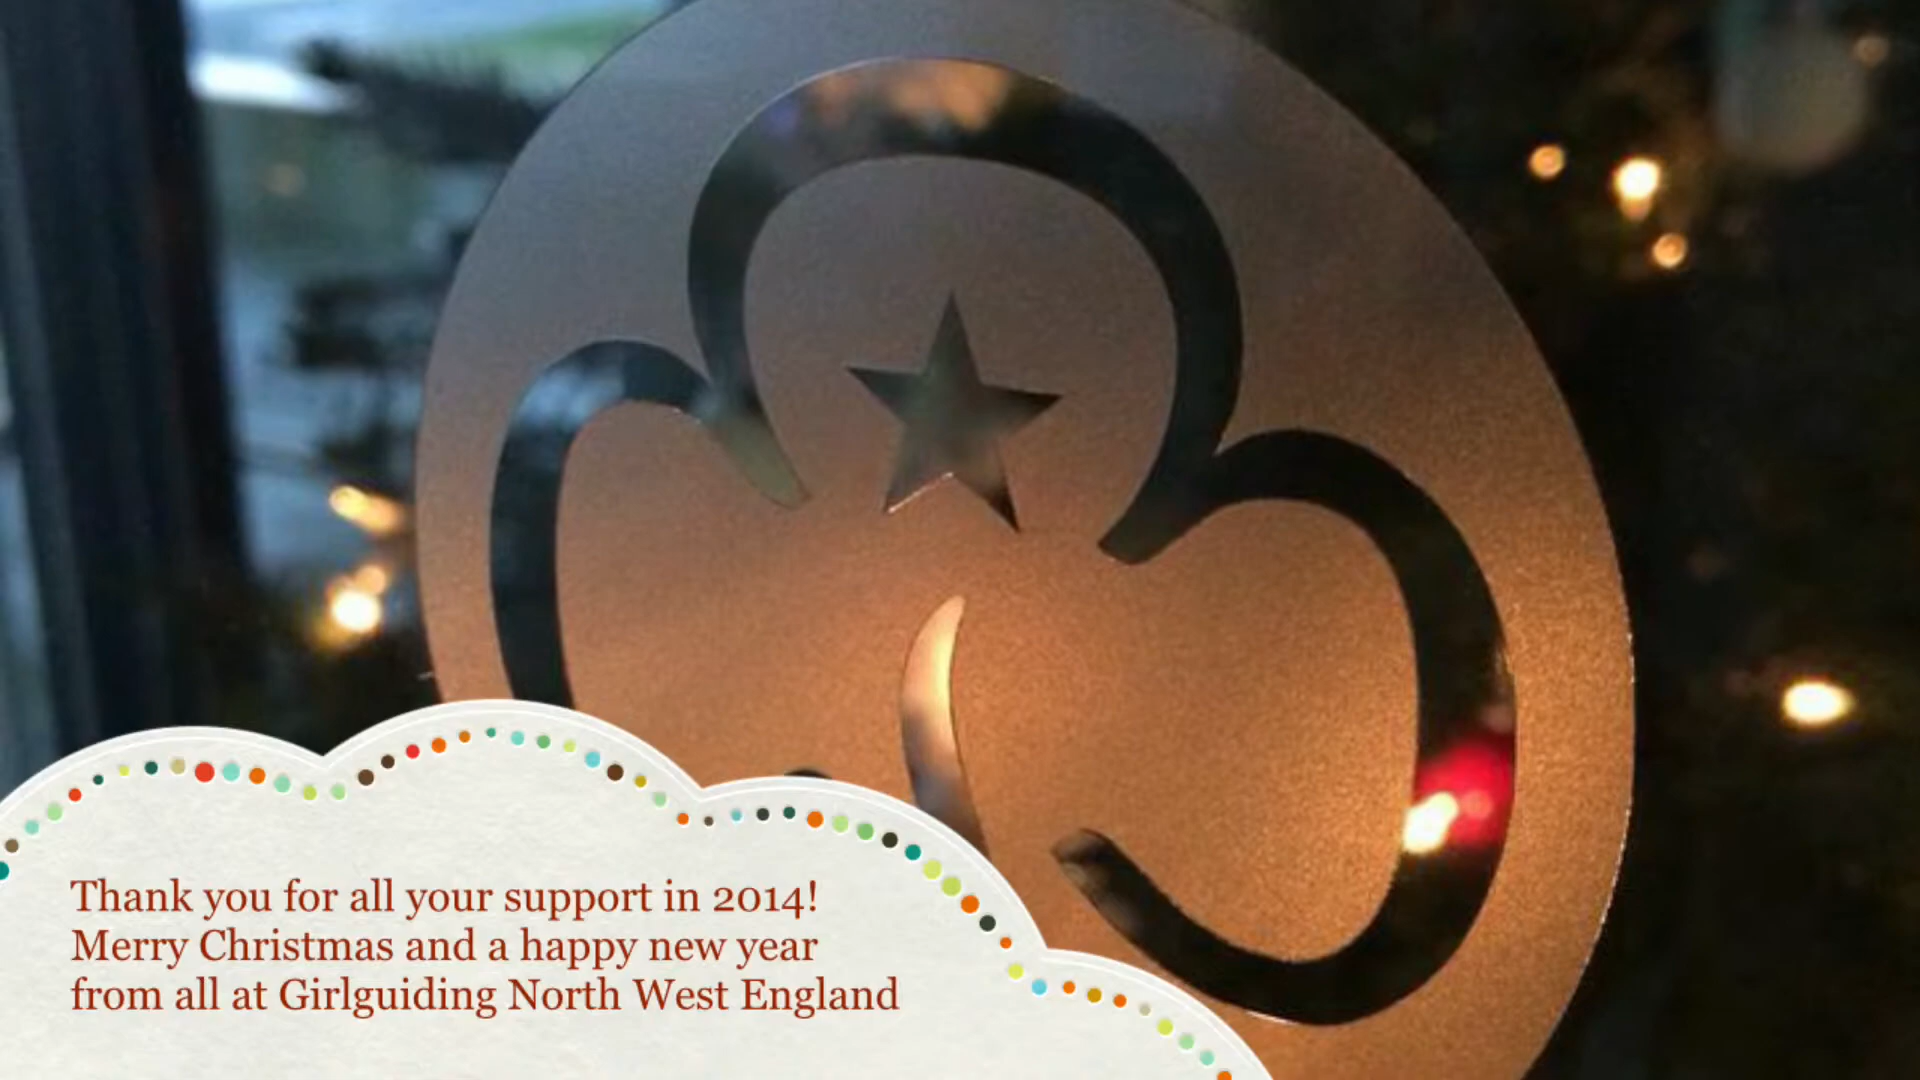 Thank you for all your support in 2014!
Merry Christmas and a happy new year
from all at Girlguiding North West England